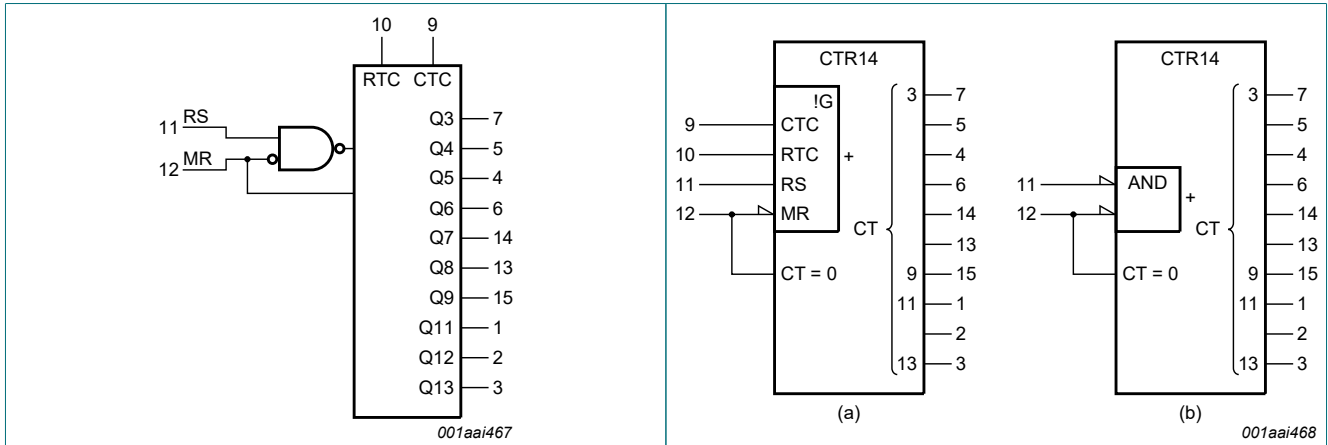 10 9
RTC CTC
11 RS
12 MR
Q3 7
Q4 5
Q5 4
Q6 6
Q7 14
Q8 13
Q9 15
Q11 1
Q12 2
Q13 3
001aai467
CTR14
!G
9 CTC
10 RTC
11 RS
12 MR
+
CT = 0
CT
3 7
5
4
6
14
13
9 15
11 1
2
13 3
(a)
CTR14
11 AND
12
+
CT = 0
CT
3 7
5
4
6
14
13
9 15
11 1
2
13 3
(b)
001aai468